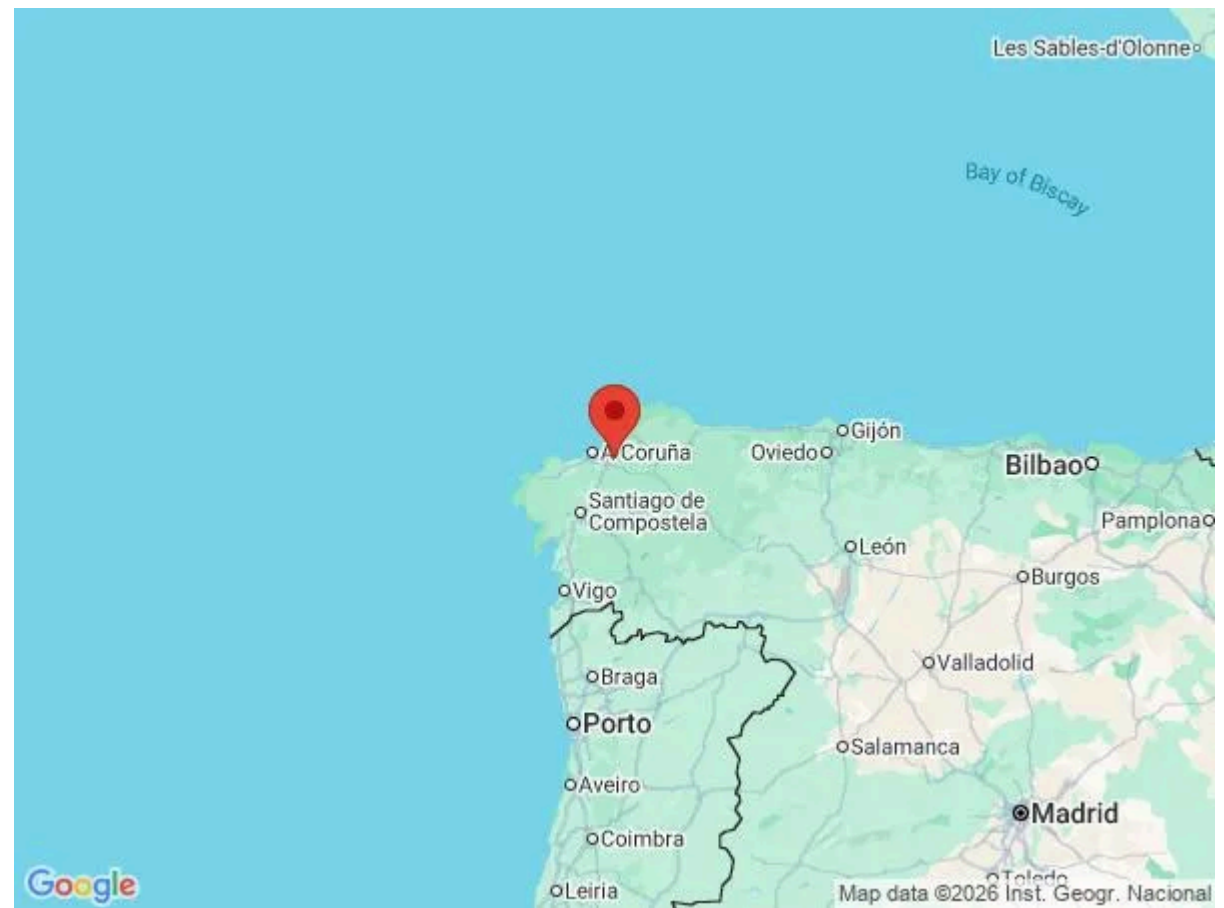 Les Sables-d'Olonne
Bay of Biscay
Gijón
A Coruña
Oviedo
Bilbao
Santiago de
Compostela
Pamplona
León
Burgos
Vigo
Valladolid
Braga
Porto
Salamanca
Aveiro
Madrid
Coimbra
Toledo
Leiria
Google
Map data ©2026 Inst. Geogr. Nacional